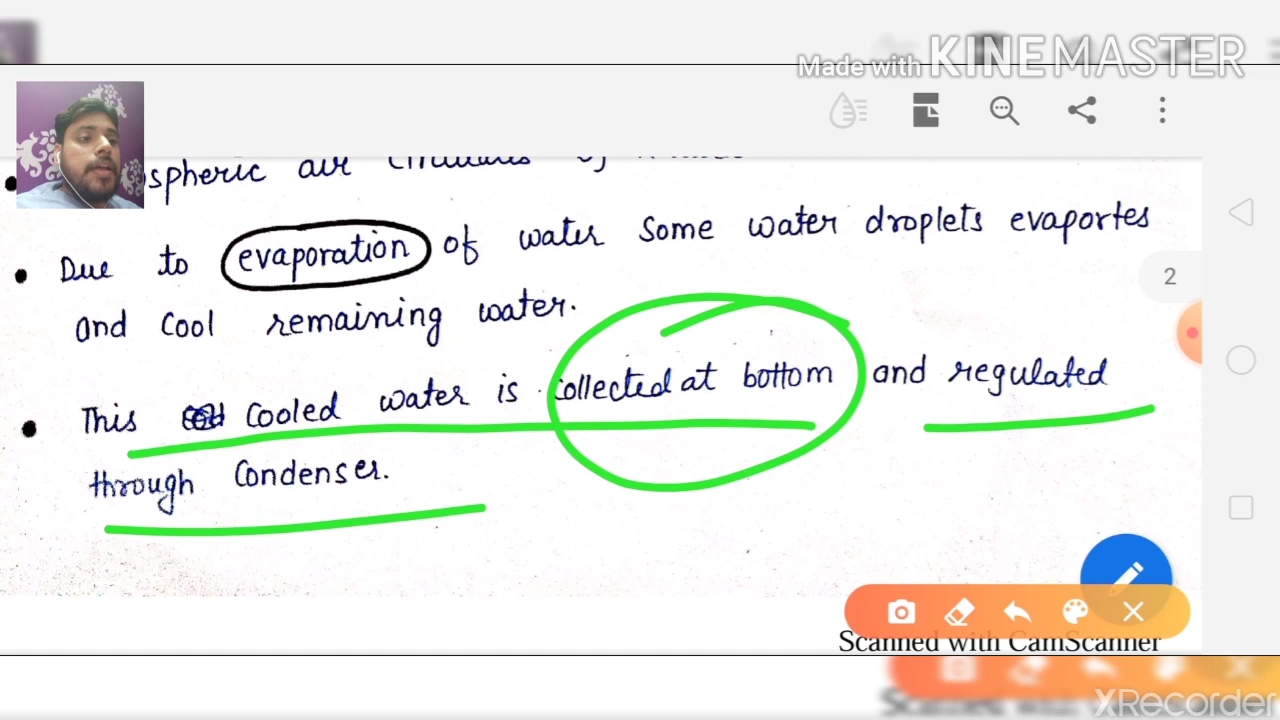 Made with KINEMASTER
spheric air
• Due to evaporation of water some water droplets evaportes
2
and cool remaining water.
• This cooled water is collected at bottom and regulated
through Condenser.
Scanned with CamScanner
XRecorder